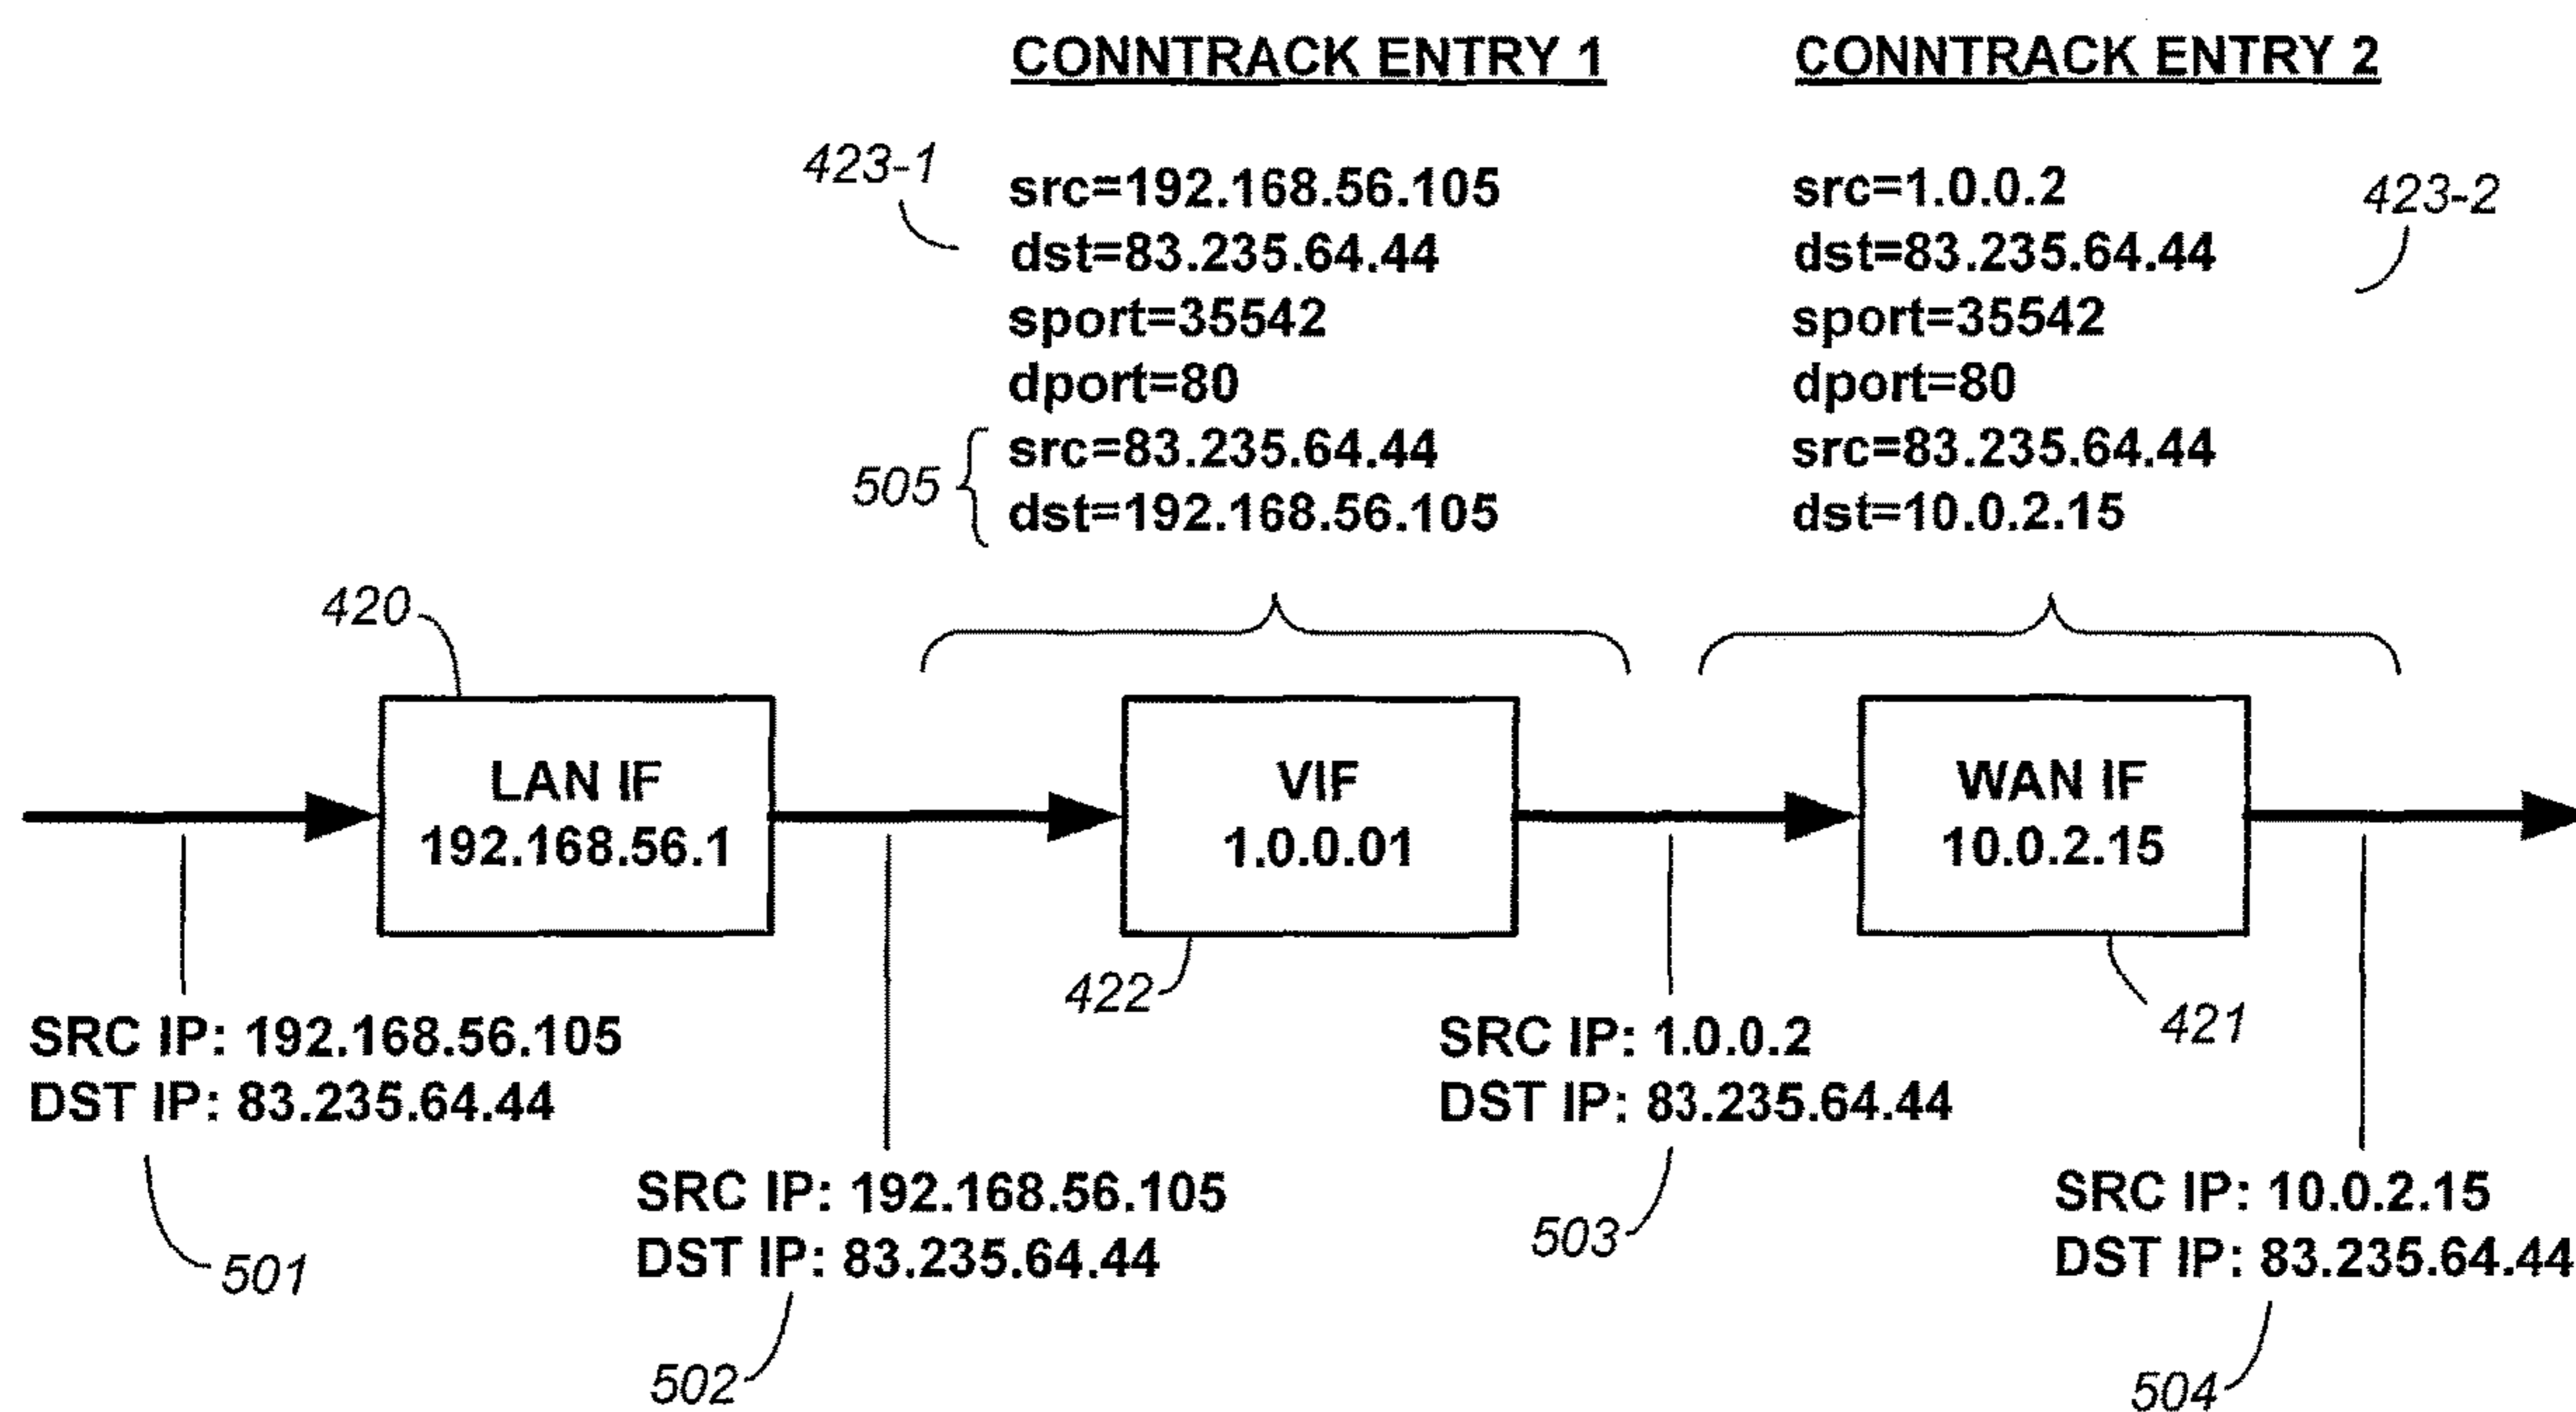 CONNTRACK ENTRY 1
423-1
src=192.168.56.105
dst=83.235.64.44
sport=35542
dport=80
505
src=83.235.64.44
dst=192.168.56.105
CONNTRACK ENTRY 2
423-2
src=1.0.0.2
dst=83.235.64.44
sport=35542
dport=80
src=83.235.64.44
dst=10.0.2.15
420
LAN IF
192.168.56.1
VIF
1.0.0.01
422
WAN IF
10.0.2.15
421
SRC IP: 192.168.56.105
DST IP: 83.235.64.44
501
SRC IP: 192.168.56.105
DST IP: 83.235.64.44
502
SRC IP: 1.0.0.2
DST IP: 83.235.64.44
503
SRC IP: 10.0.2.15
DST IP: 83.235.64.44
504